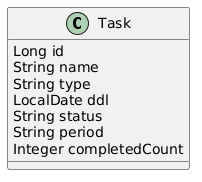 C Task
Long id
String name
String type
LocalDate ddl
String status
String period
Integer completedCount